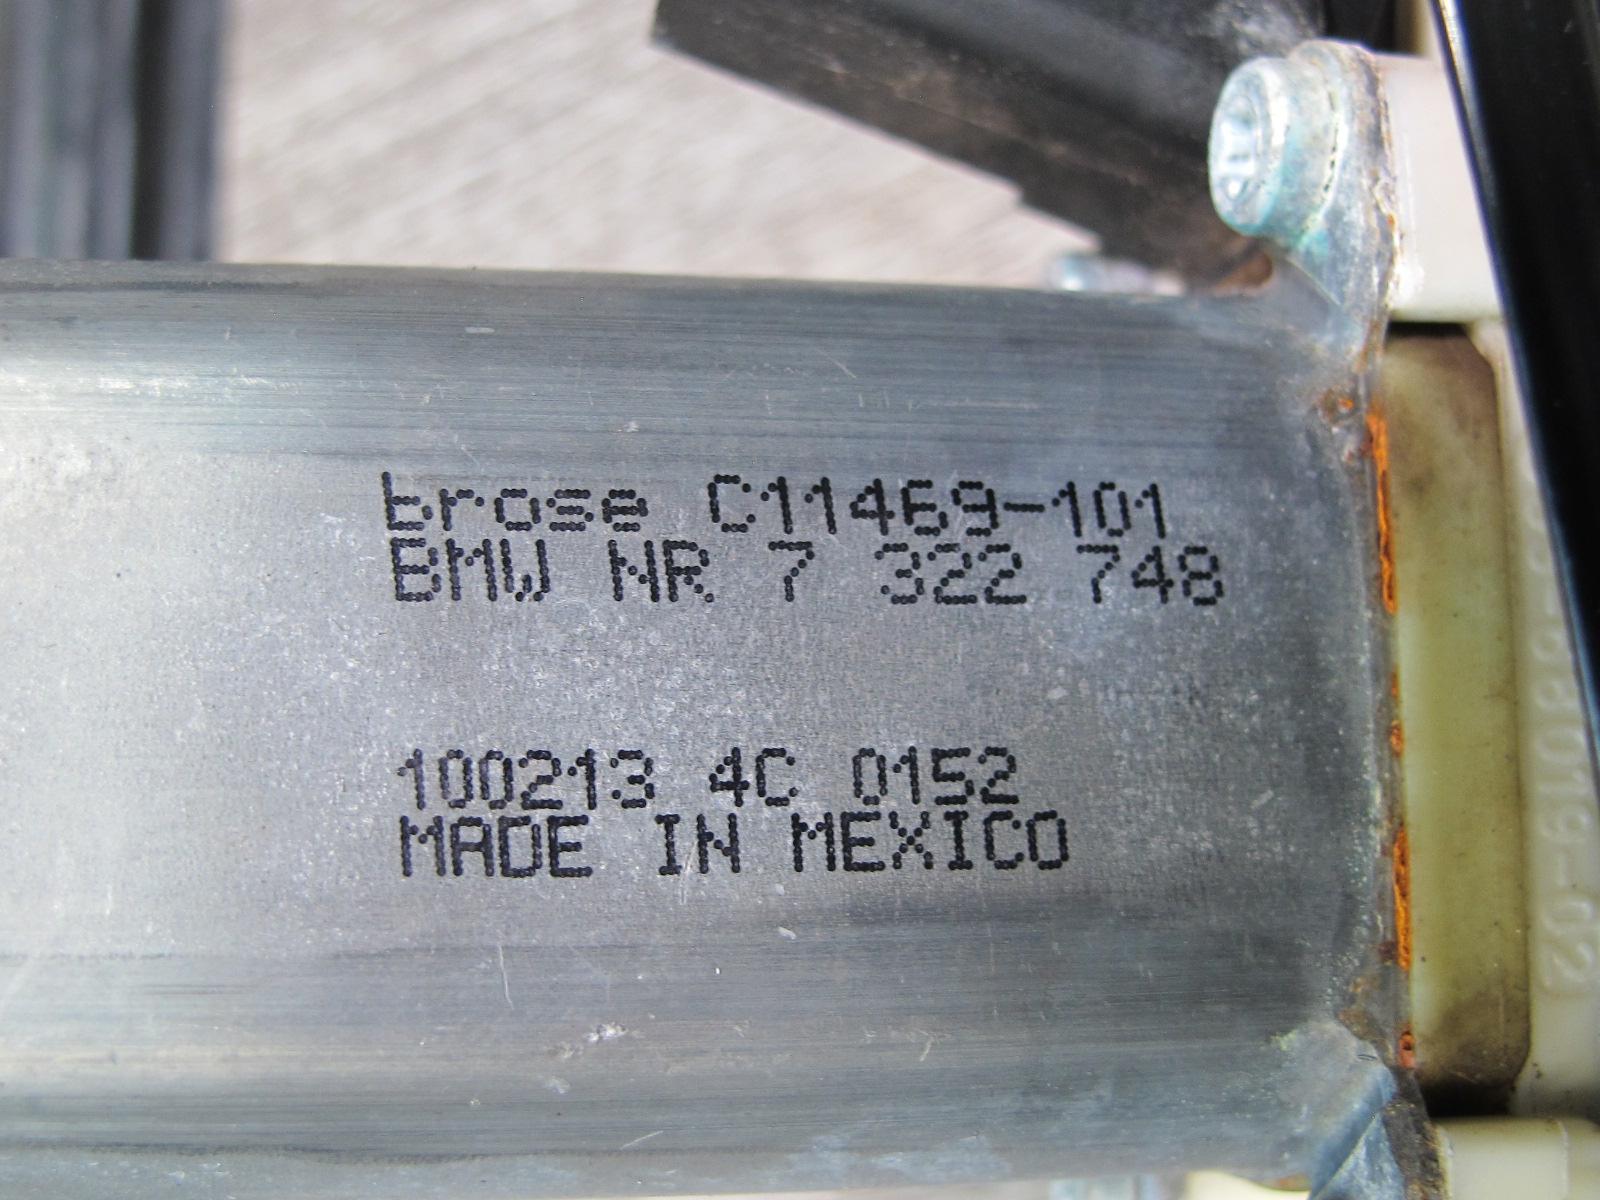 brose C11469-101
BMW NR 7 322 748
100213 4C 0152
MADE IN MEXICO